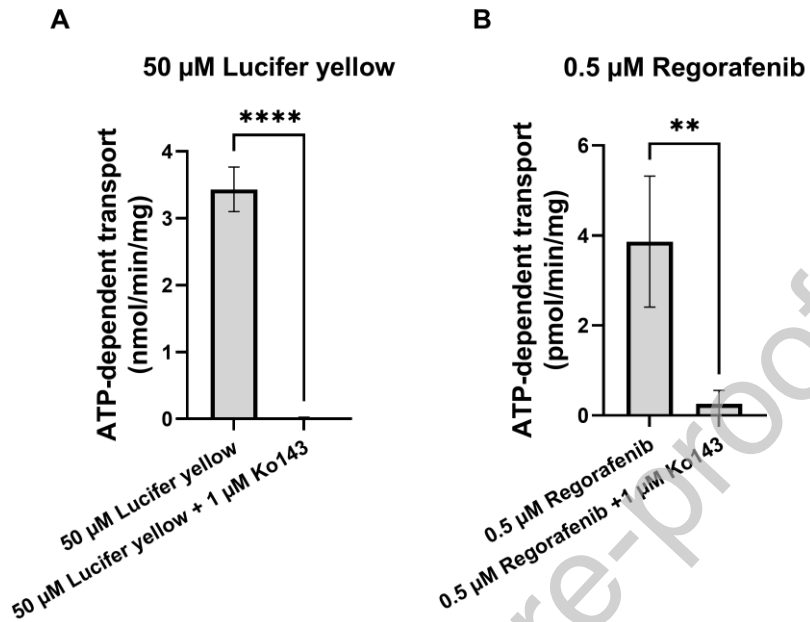 A
50 µM Lucifer yellow
****
ATP-dependent transport
(nmol/min/mg)
4
3
2
1
0
50 µM Lucifer yellow
50 µM Lucifer yellow + 1 µM Ko143
B
0.5 µM Regorafenib
**
ATP-dependent transport
(pmol/min/mg)
6
4
2
0
0.5 µM Regorafenib
0.5 µM Regorafenib +1 µM Ko143
re-proof